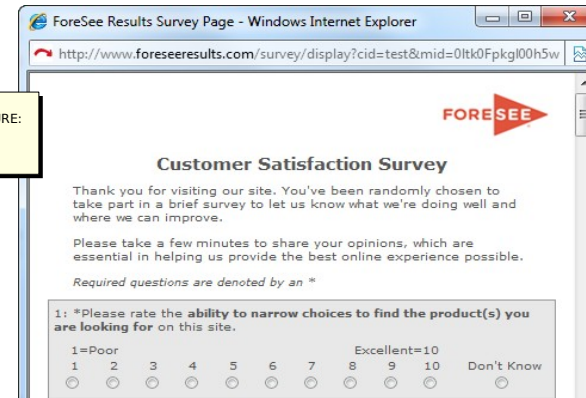 ForeSee Results Survey Page - Windows Internet Explorer
http://www.foreseeresults.com/survey/display?cid=test&mid=0ltk0Fpkgl00h5w
URE:
FORESEE
Customer Satisfaction Survey
Thank you for visiting our site. You've been randomly chosen to
take part in a brief survey to let us know what we're doing well and
where we can improve.
Please take a few minutes to share your opinions, which are
essential in helping us provide the best online experience possible.
Required questions are denoted by an *
1: *Please rate the ability to narrow choices to find the product(s) you
are looking for on this site.
1=Poor Excellent=10
1 2 3 4 5 6 7 8 9 10 Don't Know